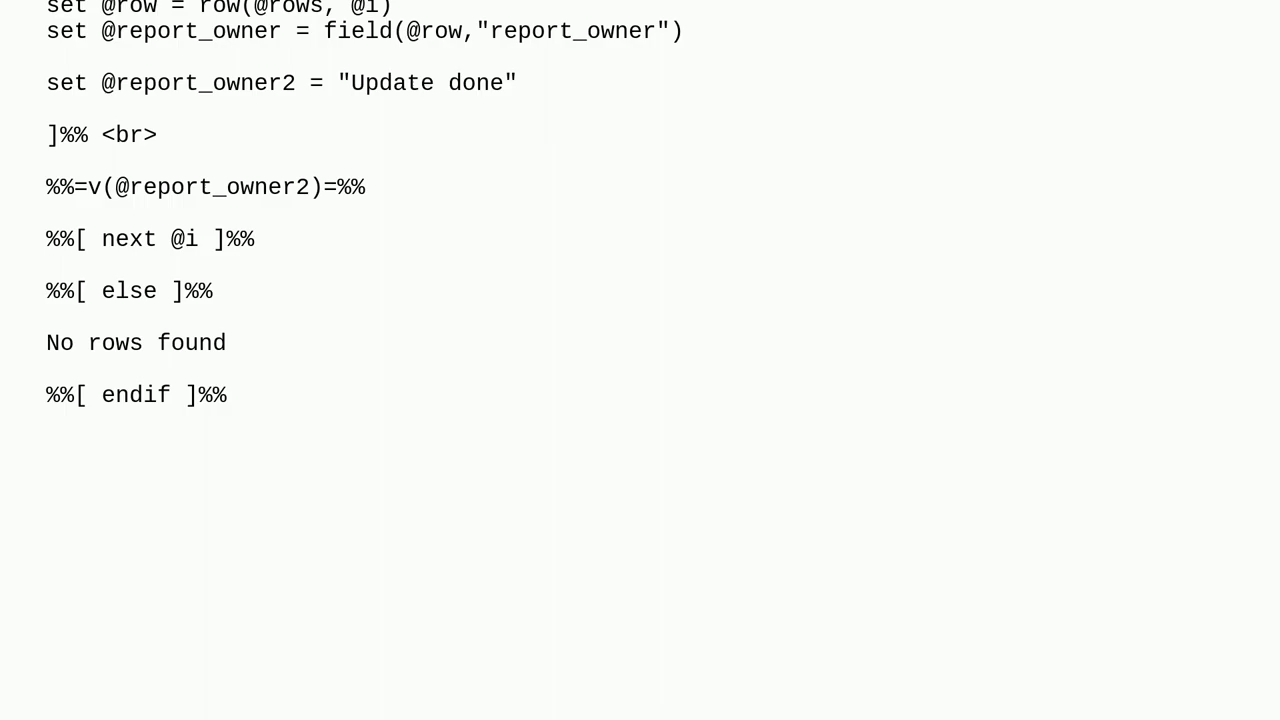 set @row = row(@rows, @i)
set @report_owner = field(@row,"report_owner")
set @report_owner2 = "Update done"
]%% <br>
%%=v(@report_owner2)=%%
%%[ next @i ]%%
%%[ else ]%%
No rows found
%%[ endif ]%%